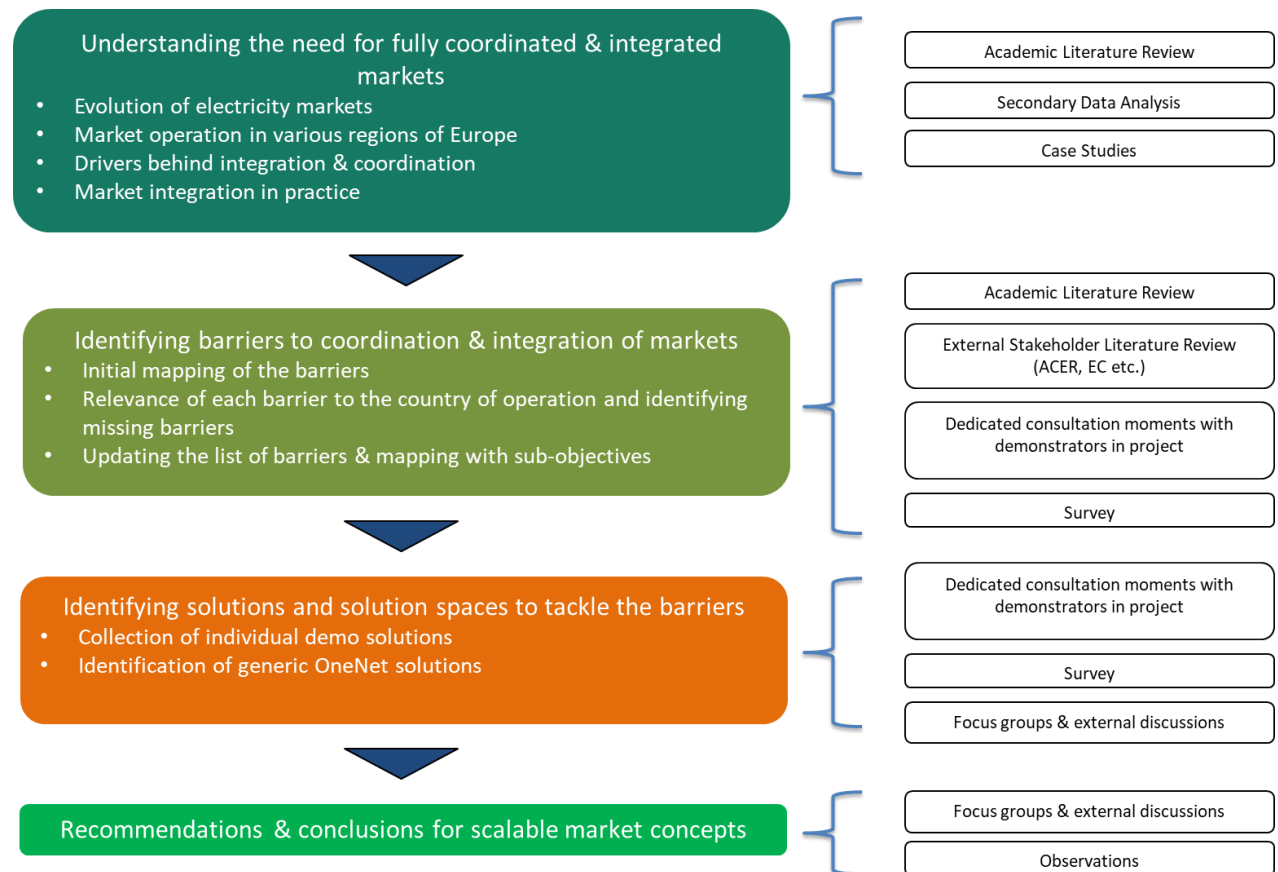 Understanding the need for fully coordinated & integrated
markets
• Evolution of electricity markets
• Market operation in various regions of Europe
• Drivers behind integration & coordination
• Market integration in practice
Academic Literature Review
Secondary Data Analysis
Case Studies
Identifying barriers to coordination & integration of markets
• Initial mapping of the barriers
• Relevance of each barrier to the country of operation and identifying
missing barriers
• Updating the list of barriers & mapping with sub-objectives
Academic Literature Review
External Stakeholder Literature Review
(ACER, EC etc.)
Dedicated consultation moments with
demonstrators in project
Survey
Identifying solutions and solution spaces to tackle the barriers
• Collection of individual demo solutions
• Identification of generic OneNet solutions
Dedicated consultation moments with
demonstrators in project
Survey
Focus groups & external discussions
Recommendations & conclusions for scalable market concepts
Focus groups & external discussions
Observations